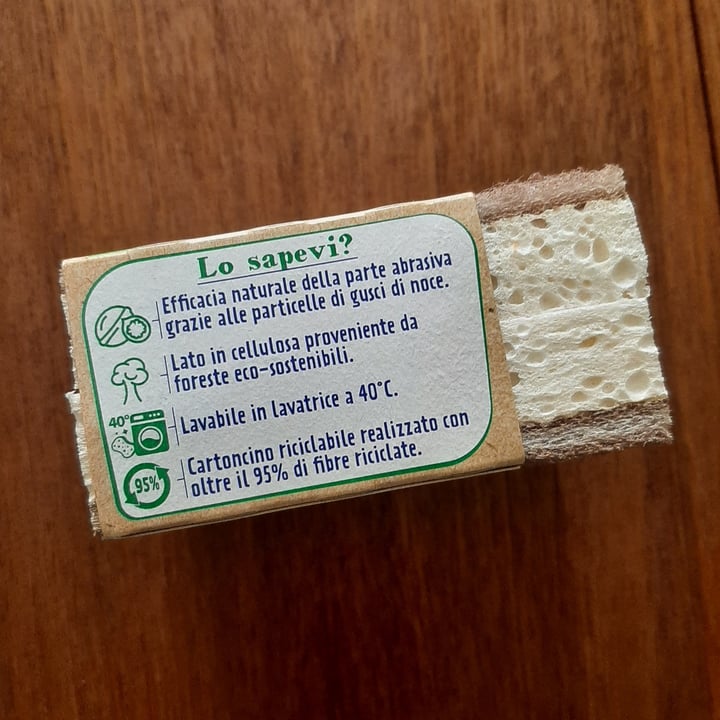 Lo sapevi?
Efficacia naturale della parte abrasiva
grazie alle particelle di gusci di noce.
Lato in cellulosa proveniente da
foreste eco-sostenibili.
40°
Lavabile in lavatrice a 40°C.
95%
Cartoncino riciclabile realizzato con
oltre il 95% di fibre riciclate.